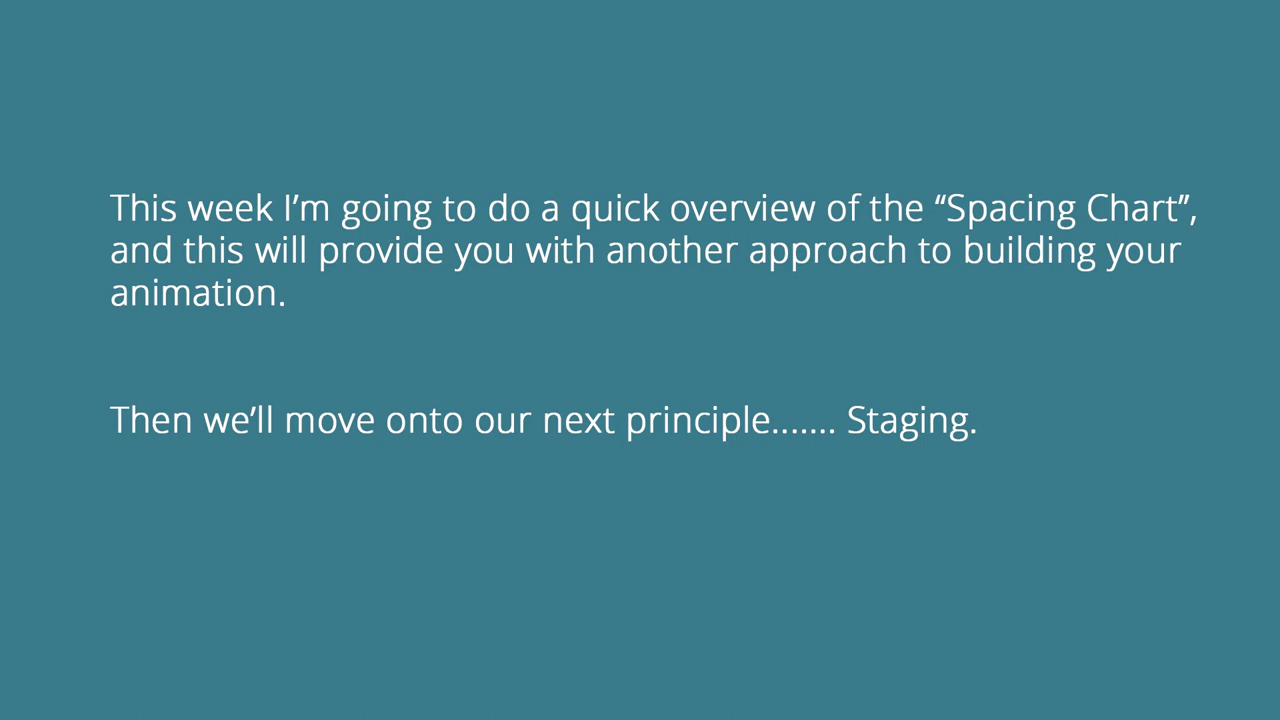 This week I’m going to do a quick overview of the “Spacing Chart”,
and this will provide you with another approach to building your
animation.
Then we’ll move onto our next principle....... Staging.